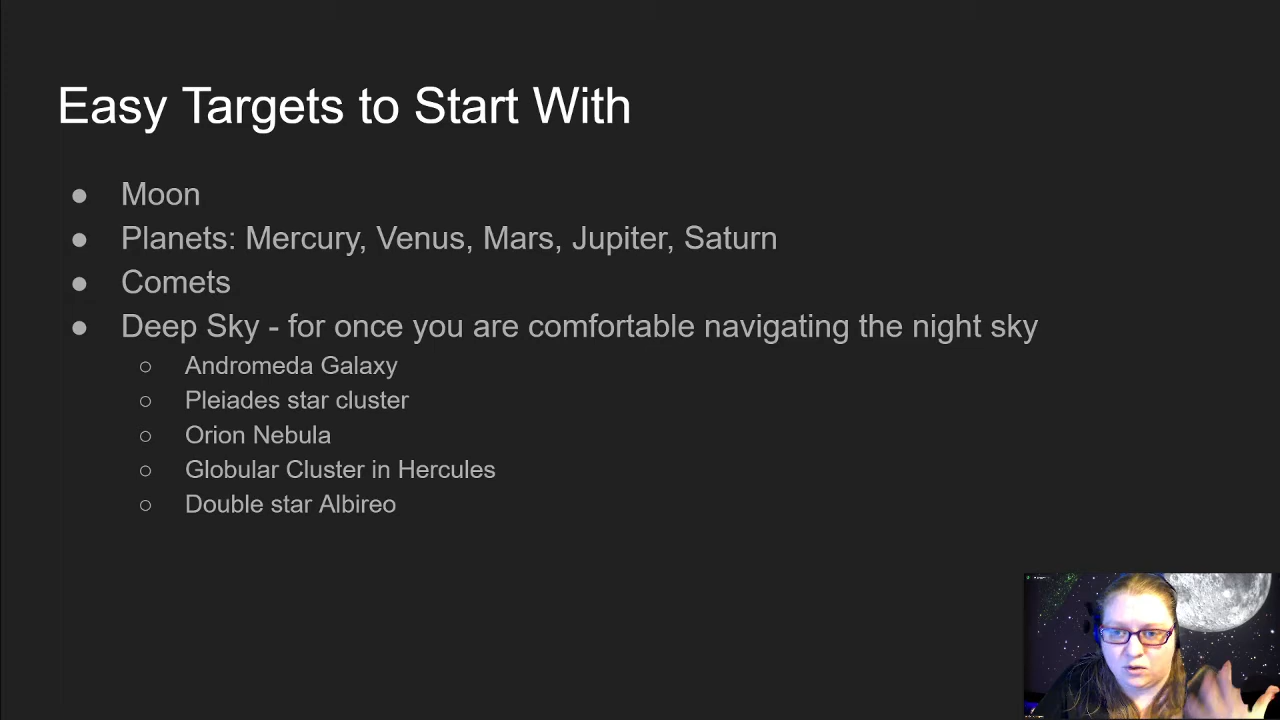 Easy Targets to Start With
● Moon
● Planets: Mercury, Venus, Mars, Jupiter, Saturn
● Comets
● Deep Sky - for once you are comfortable navigating the night sky
○ Andromeda Galaxy
○ Pleiades star cluster
○ Orion Nebula
○ Globular Cluster in Hercules
○ Double star Albireo